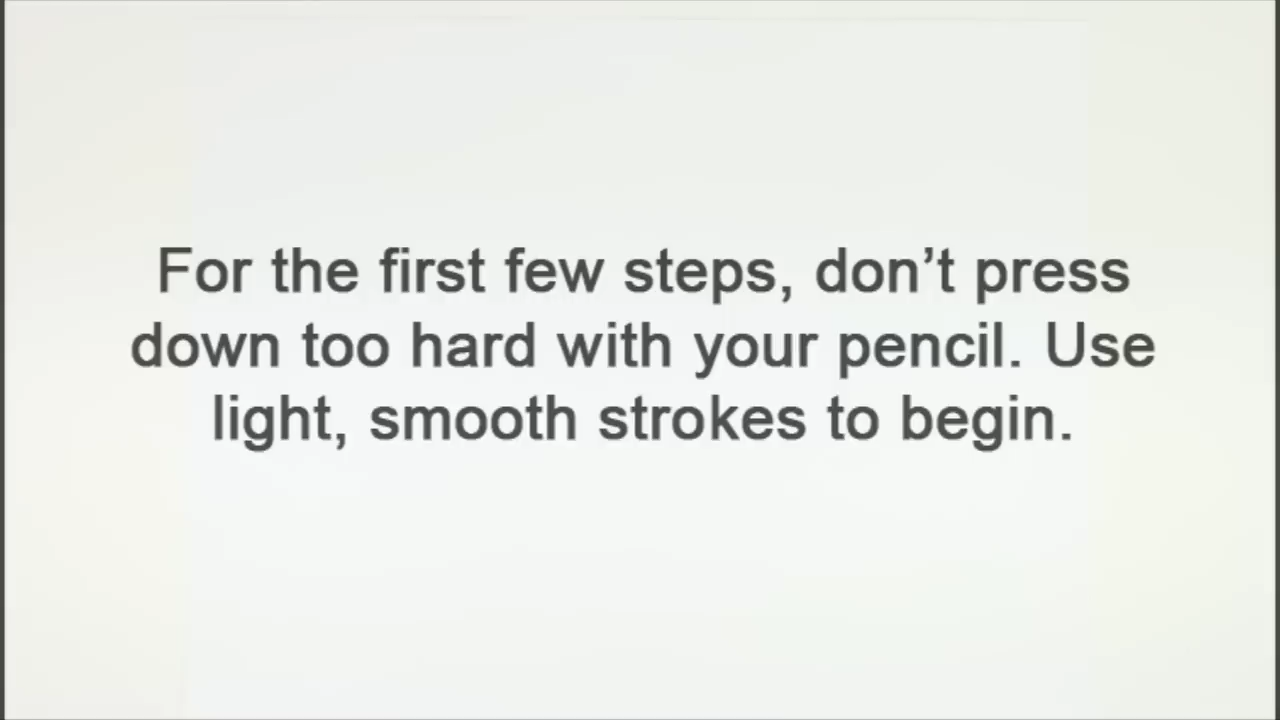 For the first few steps, don’t press
down too hard with your pencil. Use
light, smooth strokes to begin.